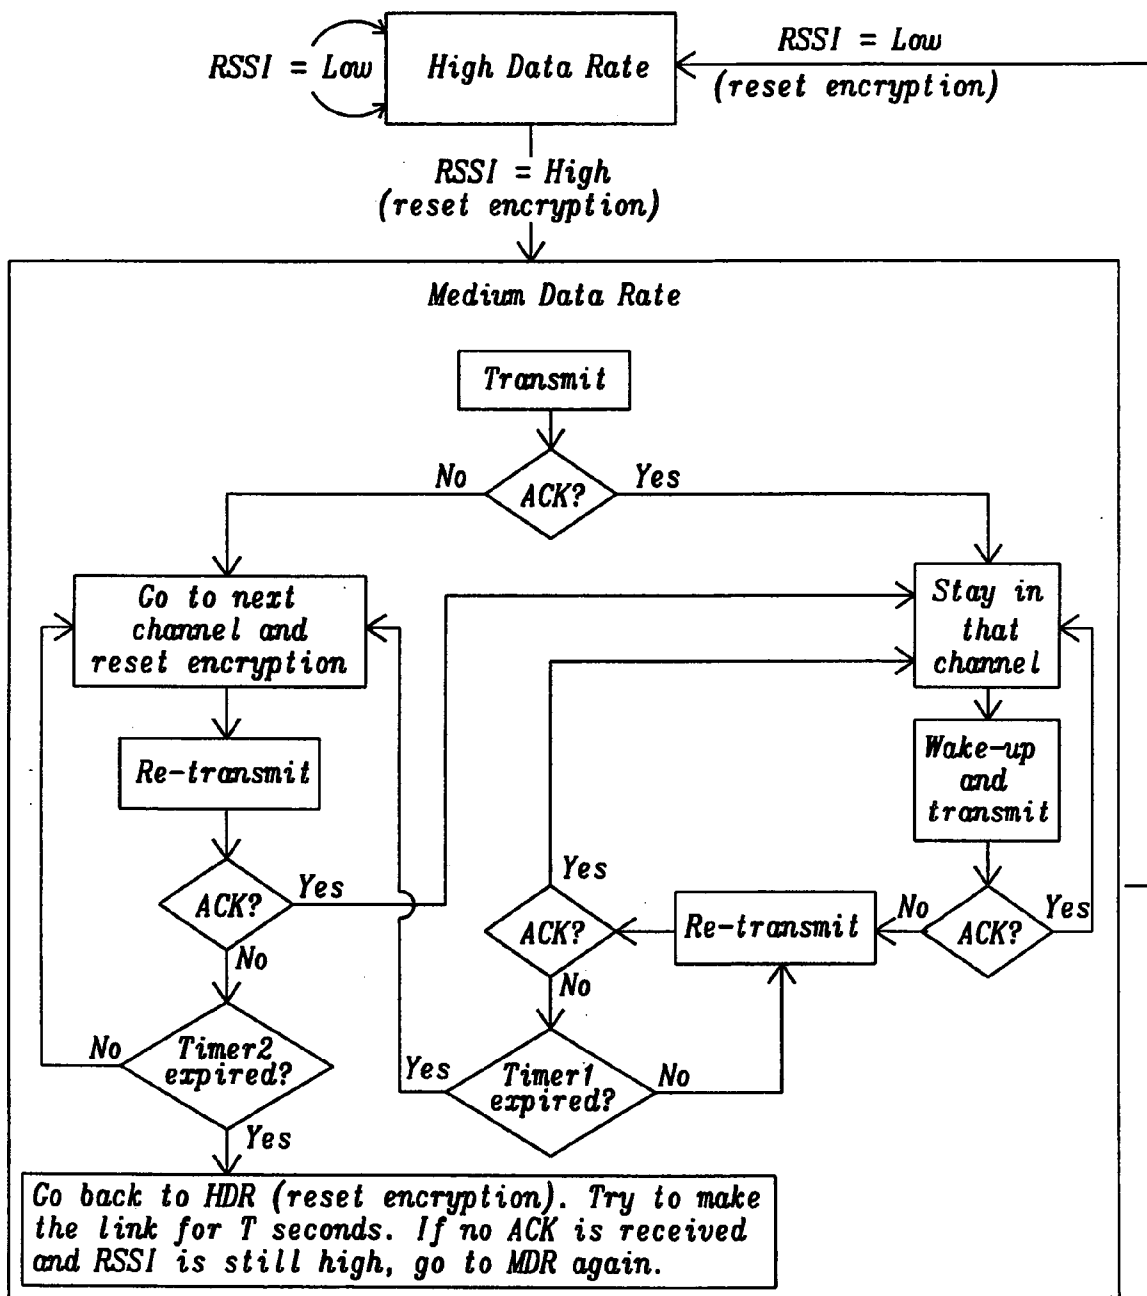 RSSI = Low
High Data Rate
RSSI = Low
(reset encryption)
RSSI = High
(reset encryption)
Medium Data Rate
Transmit
No
ACK?
Yes
Go to next
channel and
reset encryption
Stay in
that
channel
Re-transmit
Wake-up
and
transmit
ACK?
Yes
No
Yes
ACK?
No
Re-transmit
No
ACK?
Yes
No
Timer2
expired?
Yes
Yes
Timer1
expired?
No
Go back to HDR (reset encryption). Try to make
the link for T seconds. If no ACK is received
and RSSI is still high, go to MDR again.